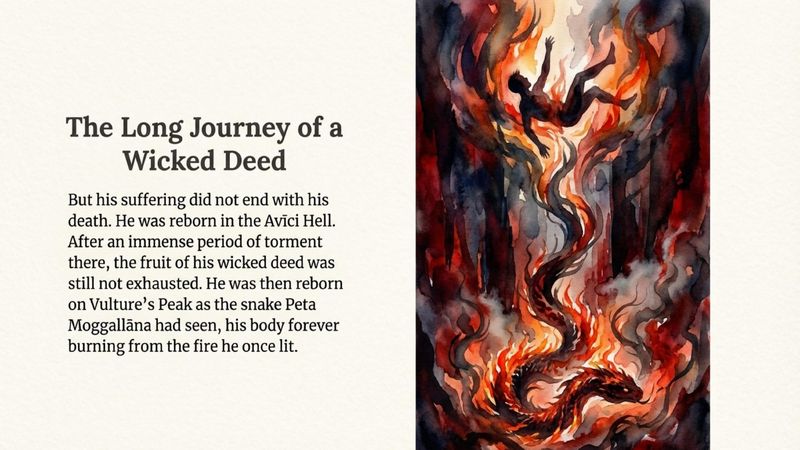 The Long Journey of a
Wicked Deed
But his suffering did not end with his
death. He was reborn in the Avīci Hell.
After an immense period of torment
there, the fruit of his wicked deed was
still not exhausted. He was then reborn
on Vulture’s Peak as the snake Peta
Moggallāna had seen, his body forever
burning from the fire he once lit.